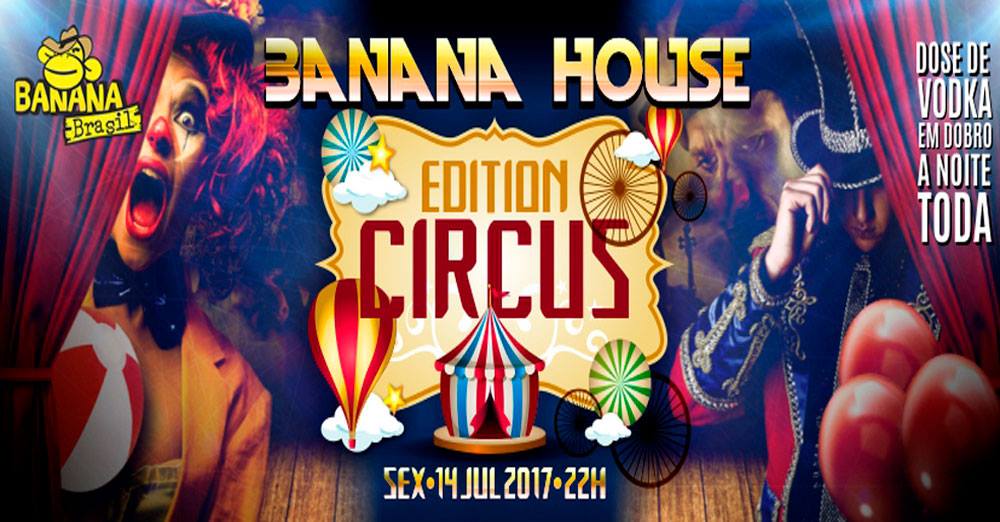 BANANA
Brasil
BANANA HOUSE
EDITION
CIRCUS
SEX•14 JUL 2017•22H
DOSE DE
VODKA
EM DOBRO
A NOITE
TODA